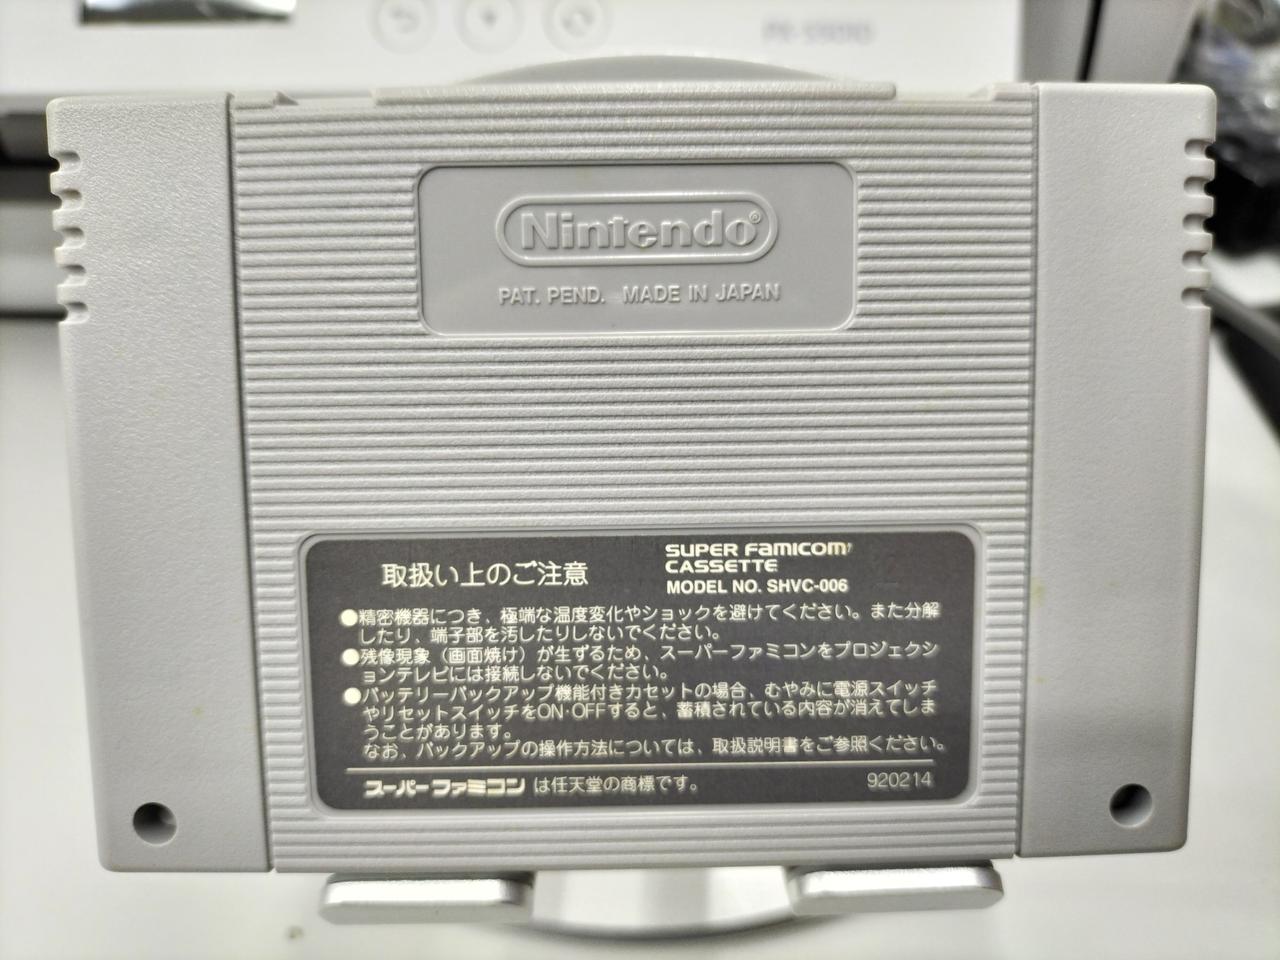 Nintendo®
PAT. PEND. MADE IN JAPAN
取扱い上のご注意
SUPER FAMICOM
CASSETTE
MODEL NO. SHVC-006
●精密機器につき、極端な温度変化やショックを避けてください。また分解
したり、端子部を汚したりしないでください。
●残像現象（画面焼け）が生ずるため、スーパーファミコンをプロジェクシ
ョンテレビには接続しないでください。
●バッテリーバックアップ機能付きカセットの場合、むやみに電源スイッチ
やリセットスイッチをON・OFFすると、蓄積されている内容が消えてしま
うことがあります。
なお、バックアップの操作方法については、取扱説明書をご参照ください。
スーパーファミコン は任天堂の商標です。
920214